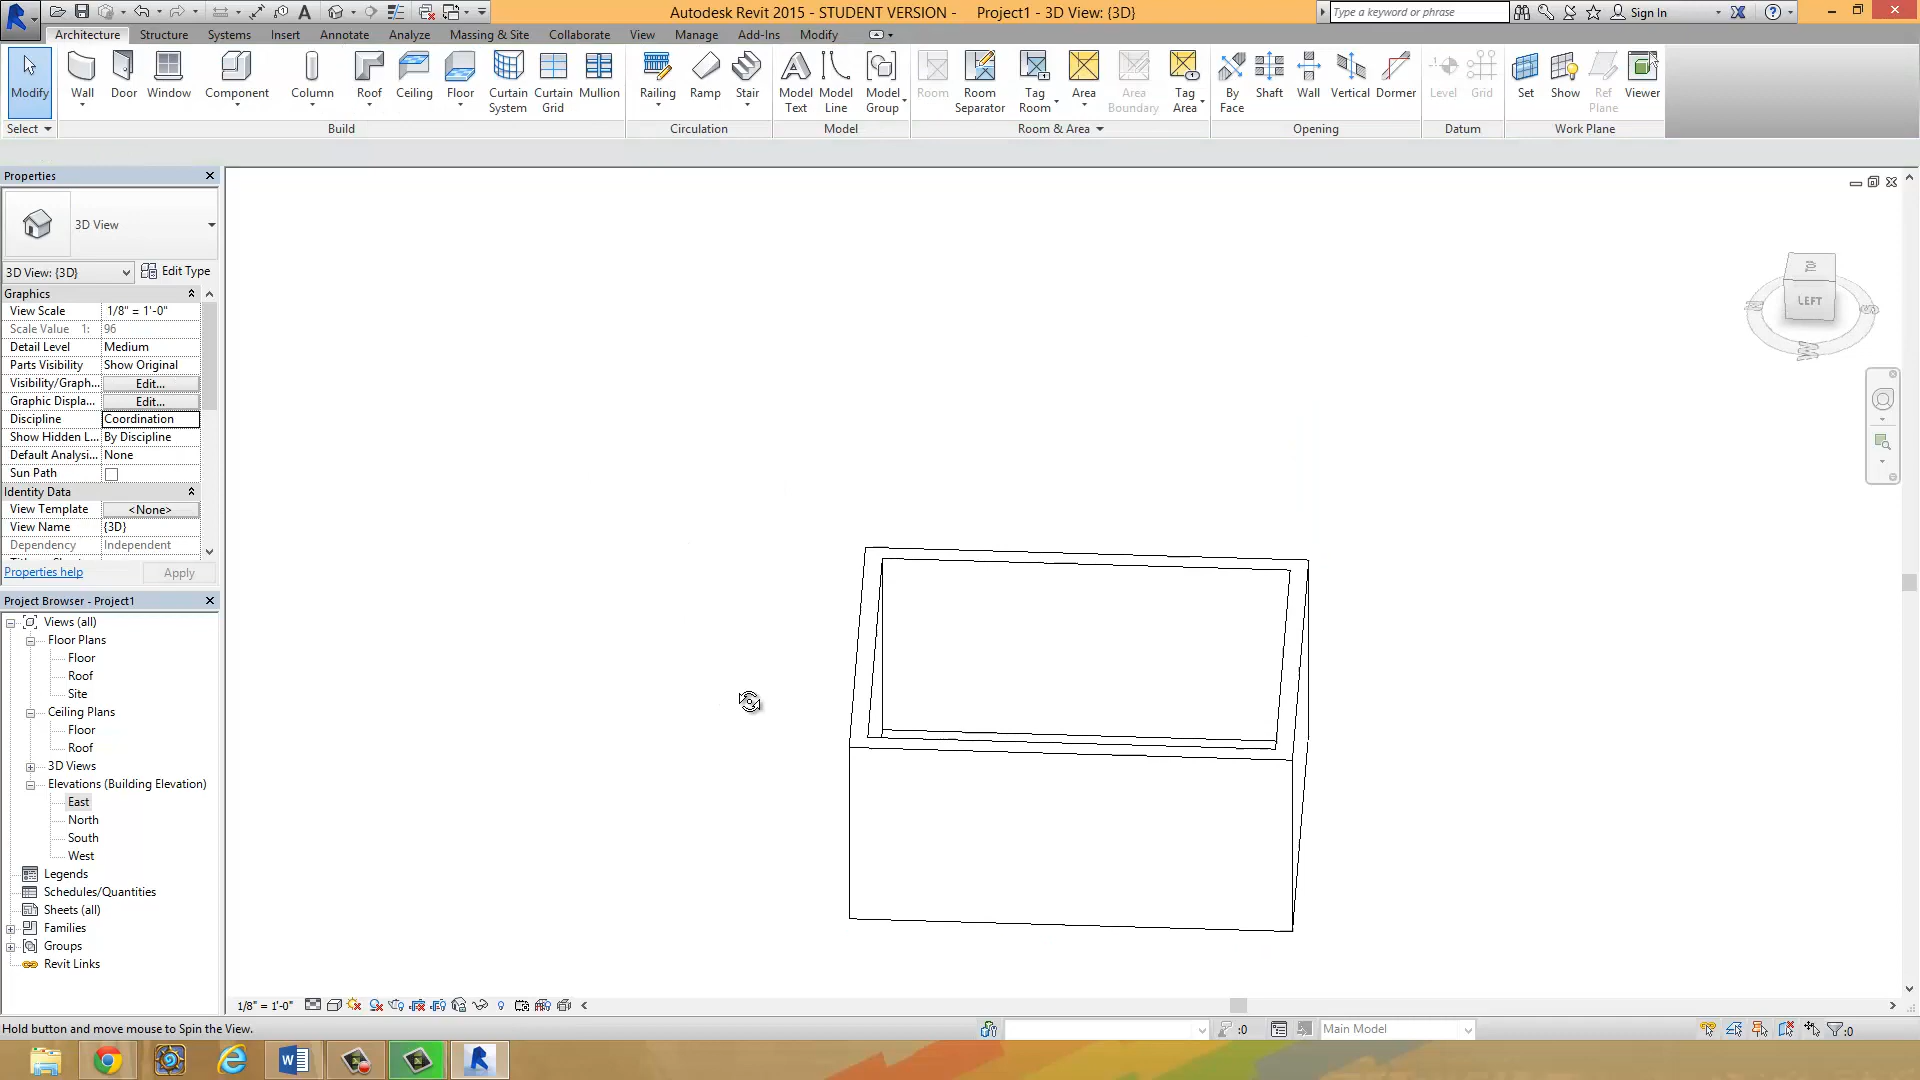 Autodesk Revit 2015 - STUDENT VERSION - Project1 - 3D View: {3D}
Type a keyword or phrase
Sign In
Architecture Structure Systems Insert Annotate Analyze Massing & Site Collaborate View Manage Add-Ins Modify
Modify Wall Door Window Component Column Roof Ceiling Floor Curtain System Curtain Grid Mullion Railing Ramp Stair Model Text Model Line Model Group Room Room Separator Tag Room Area Area Boundary Tag Area By Face Shaft Wall Vertical Dormer Level Grid Set Show Ref Plane Viewer
Select Build Circulation Model Room & Area Opening Datum Work Plane
Properties
3D View
3D View: {3D} Edit Type
Graphics
View Scale 1/8" = 1'-0"
Scale Value 1: 96
Detail Level Medium
Parts Visibility Show Original
Visibility/Graph... Edit...
Graphic Displa... Edit...
Discipline Coordination
Show Hidden L... By Discipline
Default Analysi... None
Sun Path
Identity Data
View Template <None>
View Name {3D}
Dependency Independent
Properties help Apply
Project Browser - Project1
Views (all)
Floor Plans
Floor
Roof
Site
Ceiling Plans
Floor
Roof
3D Views
Elevations (Building Elevation)
East
North
South
West
Legends
Schedules/Quantities
Sheets (all)
Families
Groups
Revit Links
LEFT
1/8" = 1'-0"
Hold button and move mouse to Spin the View.
:0
Main Model
:0